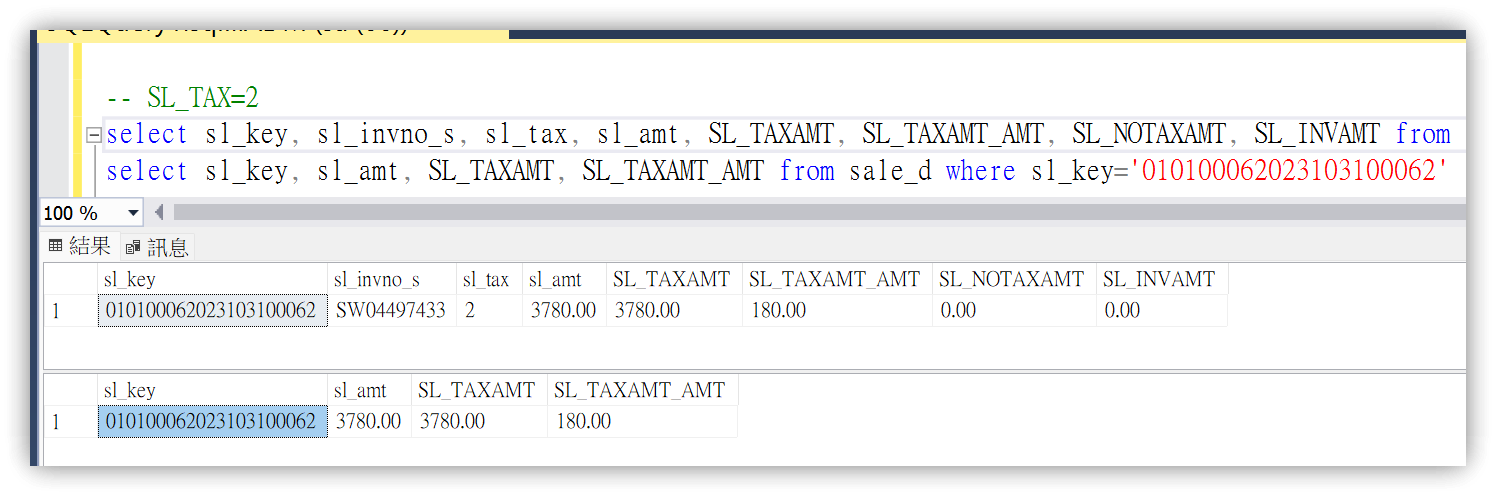 -- SL_TAX=2
select sl_key, sl_invno_s, sl_tax, sl_amt, SL_TAXAMT, SL_TAXAMT_AMT, SL_NOTAXAMT, SL_INVAMT from
select sl_key, sl_amt, SL_TAXAMT, SL_TAXAMT_AMT from sale_d where sl_key='010100062023103100062'
100 %
結果 訊息
sl_key sl_invno_s sl_tax sl_amt SL_TAXAMT SL_TAXAMT_AMT SL_NOTAXAMT SL_INVAMT
1 010100062023103100062 SW04497433 2 3780.00 3780.00 180.00 0.00 0.00
sl_key sl_amt SL_TAXAMT SL_TAXAMT_AMT
1 010100062023103100062 3780.00 3780.00 180.00